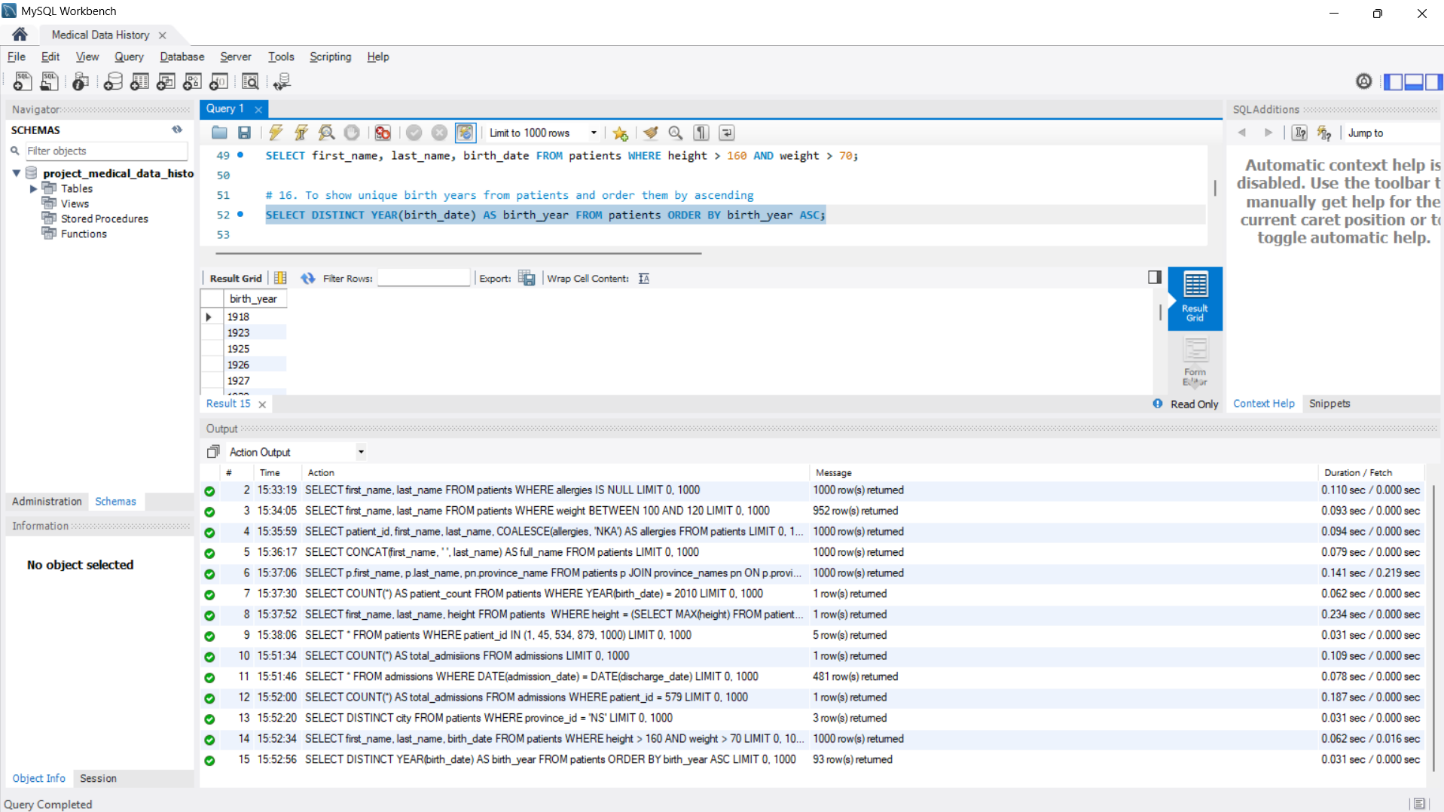 MySQL Workbench
Medical Data History
File Edit View Query Database Server Tools Scripting Help
Navigator
SCHEMAS
Filter objects
project_medical_data_histo
Tables
Views
Stored Procedures
Functions
Administration Schemas
Information
No object selected
Object Info Session
Query Completed
Query 1
Limit to 1000 rows
49 SELECT first_name, last_name, birth_date FROM patients WHERE height > 160 AND weight > 70;
50
51 # 16. To show unique birth years from patients and order them by ascending
52 SELECT DISTINCT YEAR(birth_date) AS birth_year FROM patients ORDER BY birth_year ASC;
53
Result Grid Filter Rows: Export: Wrap Cell Content:
birth_year
1918
1923
1925
1926
1927
Result Grid
Form Editor
Result 15
Read Only
SQLAdditions
Jump to
Automatic context help is
disabled. Use the toolbar t
manually get help for the
current caret position or to
toggle automatic help.
Context Help Snippets
Output
Action Output
# Time Action Message Duration / Fetch
2 15:33:19 SELECT first_name, last_name FROM patients WHERE allergies IS NULL LIMIT 0, 1000 1000 row(s) returned 0.110 sec / 0.000 sec
3 15:34:05 SELECT first_name, last_name FROM patients WHERE weight BETWEEN 100 AND 120 LIMIT 0, 1000 952 row(s) returned 0.093 sec / 0.000 sec
4 15:35:59 SELECT patient_id, first_name, last_name, COALESCE(allergies, 'NKA') AS allergies FROM patients LIMIT 0, 1... 1000 row(s) returned 0.094 sec / 0.000 sec
5 15:36:17 SELECT CONCAT(first_name, ' ', last_name) AS full_name FROM patients LIMIT 0, 1000 1000 row(s) returned 0.079 sec / 0.000 sec
6 15:37:06 SELECT p.first_name, p.last_name, pn.province_name FROM patients p JOIN province_names pn ON p.provi... 1000 row(s) returned 0.141 sec / 0.219 sec
7 15:37:30 SELECT COUNT(*) AS patient_count FROM patients WHERE YEAR(birth_date) = 2010 LIMIT 0, 1000 1 row(s) returned 0.062 sec / 0.000 sec
8 15:37:52 SELECT first_name, last_name, height FROM patients WHERE height = (SELECT MAX(height) FROM patient... 1 row(s) returned 0.234 sec / 0.000 sec
9 15:38:06 SELECT * FROM patients WHERE patient_id IN (1, 45, 534, 879, 1000) LIMIT 0, 1000 5 row(s) returned 0.031 sec / 0.000 sec
10 15:51:34 SELECT COUNT(*) AS total_admisiions FROM admissions LIMIT 0, 1000 1 row(s) returned 0.109 sec / 0.000 sec
11 15:51:46 SELECT * FROM admissions WHERE DATE(admission_date) = DATE(discharge_date) LIMIT 0, 1000 481 row(s) returned 0.078 sec / 0.000 sec
12 15:52:00 SELECT COUNT(*) AS total_admissions FROM admissions WHERE patient_id = 579 LIMIT 0, 1000 1 row(s) returned 0.187 sec / 0.000 sec
13 15:52:20 SELECT DISTINCT city FROM patients WHERE province_id = 'NS' LIMIT 0, 1000 3 row(s) returned 0.031 sec / 0.000 sec
14 15:52:34 SELECT first_name, last_name, birth_date FROM patients WHERE height > 160 AND weight > 70 LIMIT 0, 10... 1000 row(s) returned 0.062 sec / 0.016 sec
15 15:52:56 SELECT DISTINCT YEAR(birth_date) AS birth_year FROM patients ORDER BY birth_year ASC LIMIT 0, 1000 93 row(s) returned 0.031 sec / 0.000 sec